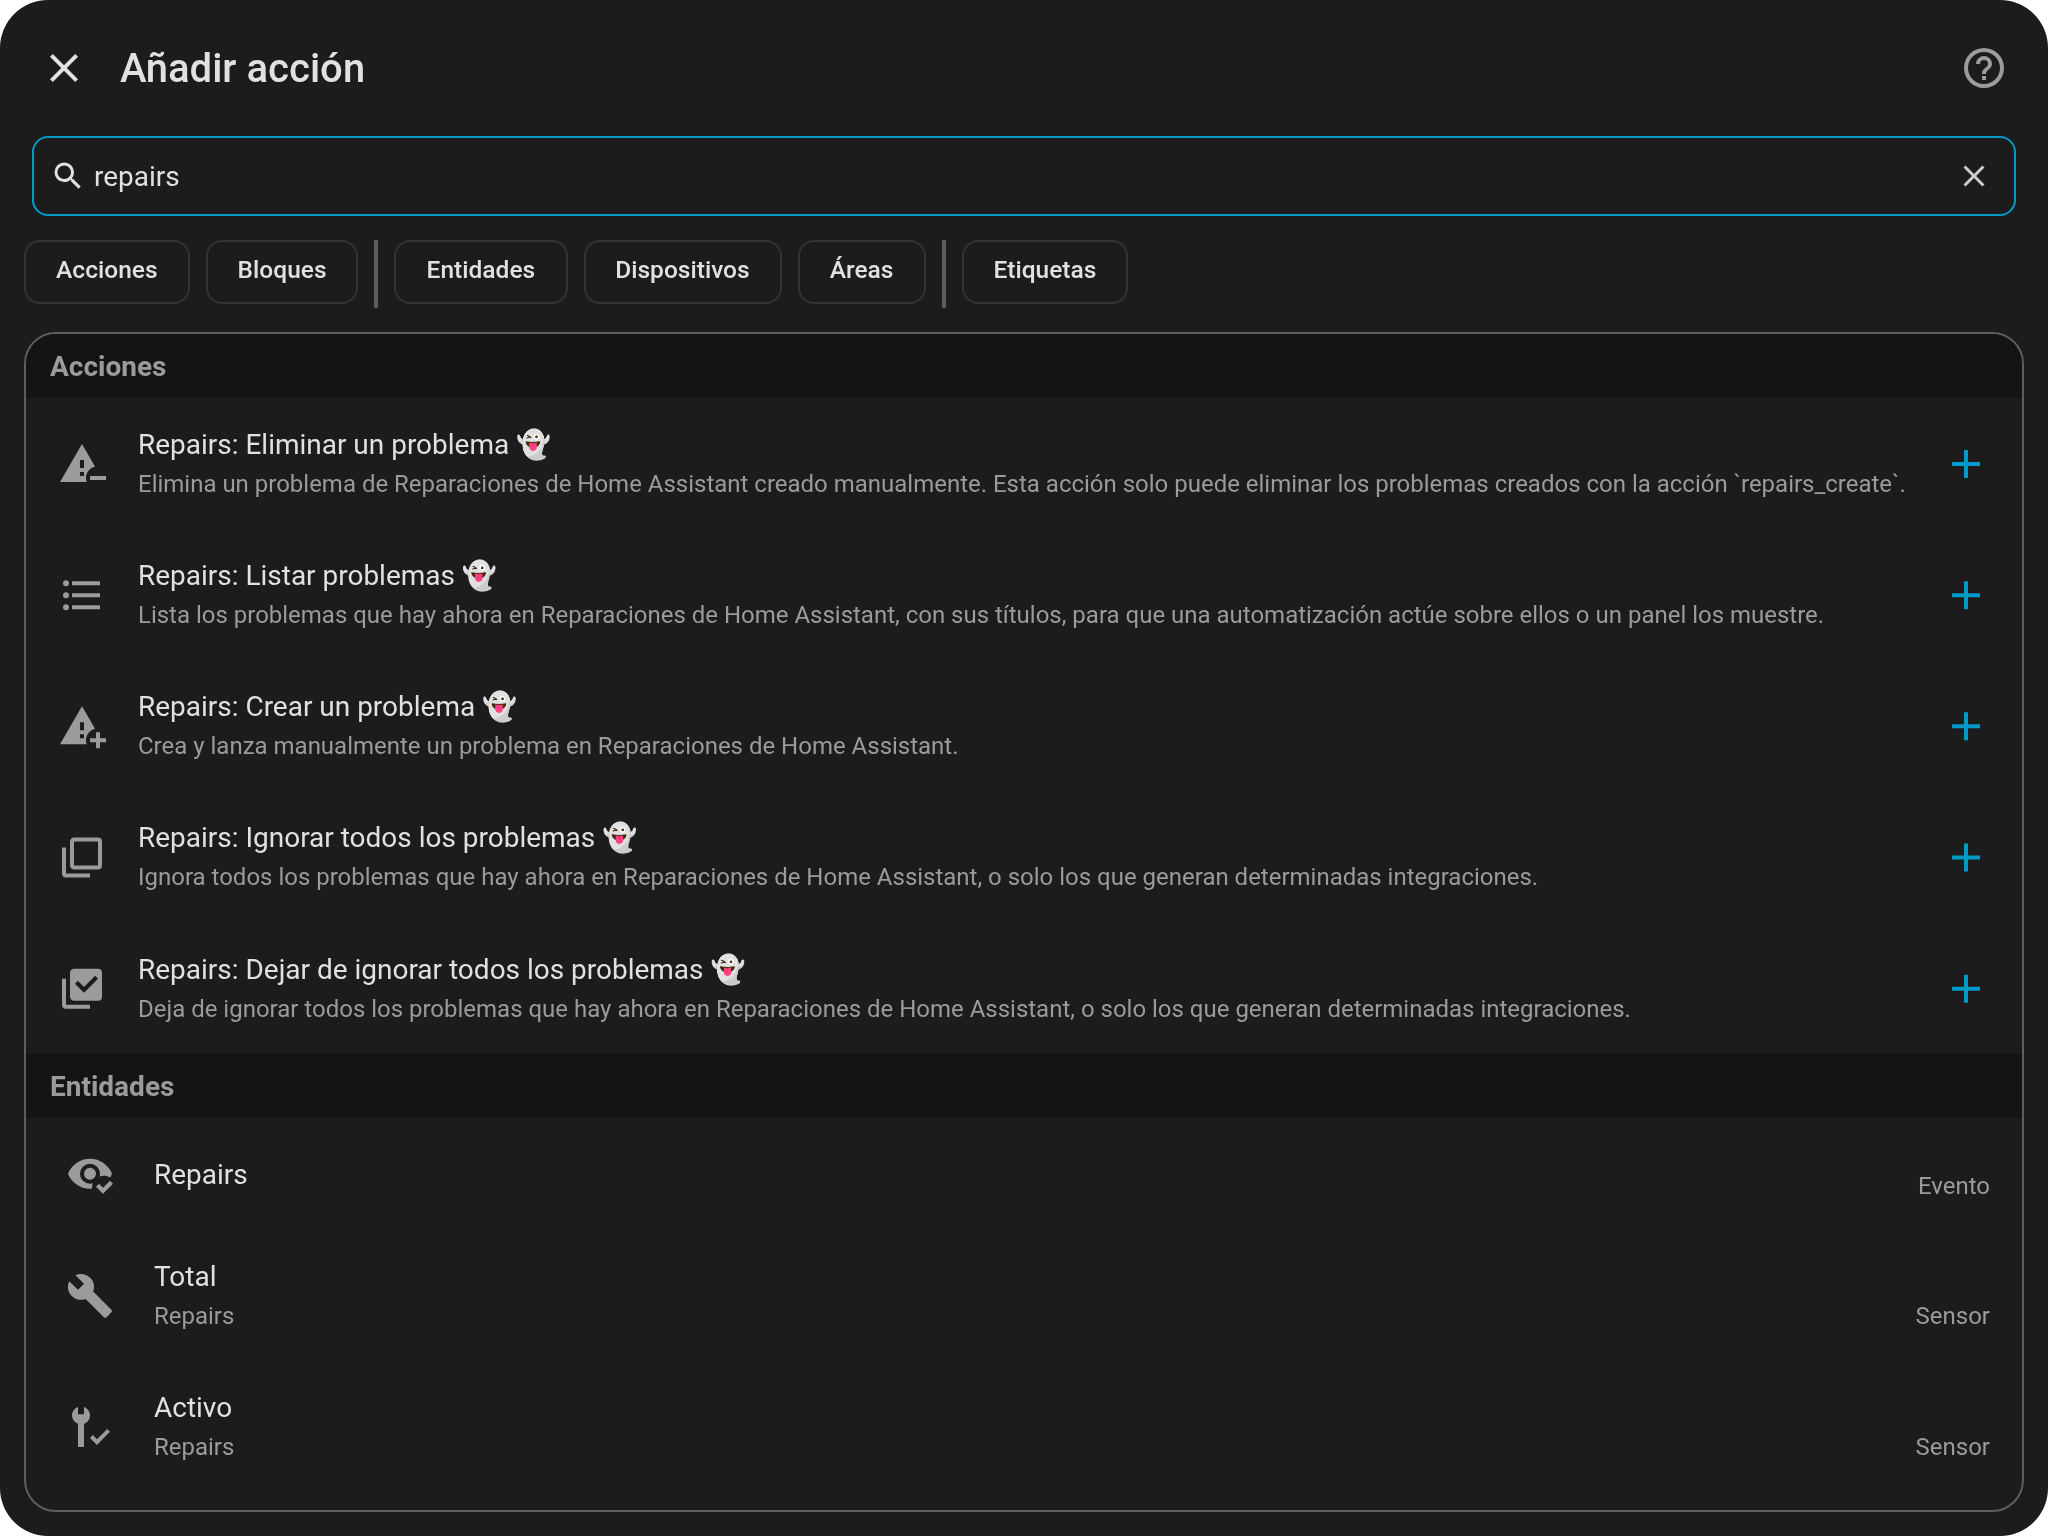 Añadir acción
repairs
Acciones
Bloques
Entidades
Dispositivos
Áreas
Etiquetas
Acciones
Repairs: Eliminar un problema 👻
Elimina un problema de Reparaciones de Home Assistant creado manualmente. Esta acción solo puede eliminar los problemas creados con la acción `repairs_create`.
Repairs: Listar problemas 👻
Lista los problemas que hay ahora en Reparaciones de Home Assistant, con sus títulos, para que una automatización actúe sobre ellos o un panel los muestre.
Repairs: Crear un problema 👻
Crea y lanza manualmente un problema en Reparaciones de Home Assistant.
Repairs: Ignorar todos los problemas 👻
Ignora todos los problemas que hay ahora en Reparaciones de Home Assistant, o solo los que generan determinadas integraciones.
Repairs: Dejar de ignorar todos los problemas 👻
Deja de ignorar todos los problemas que hay ahora en Reparaciones de Home Assistant, o solo los que generan determinadas integraciones.
Entidades
Repairs
Evento
Total
Repairs
Sensor
Activo
Repairs
Sensor